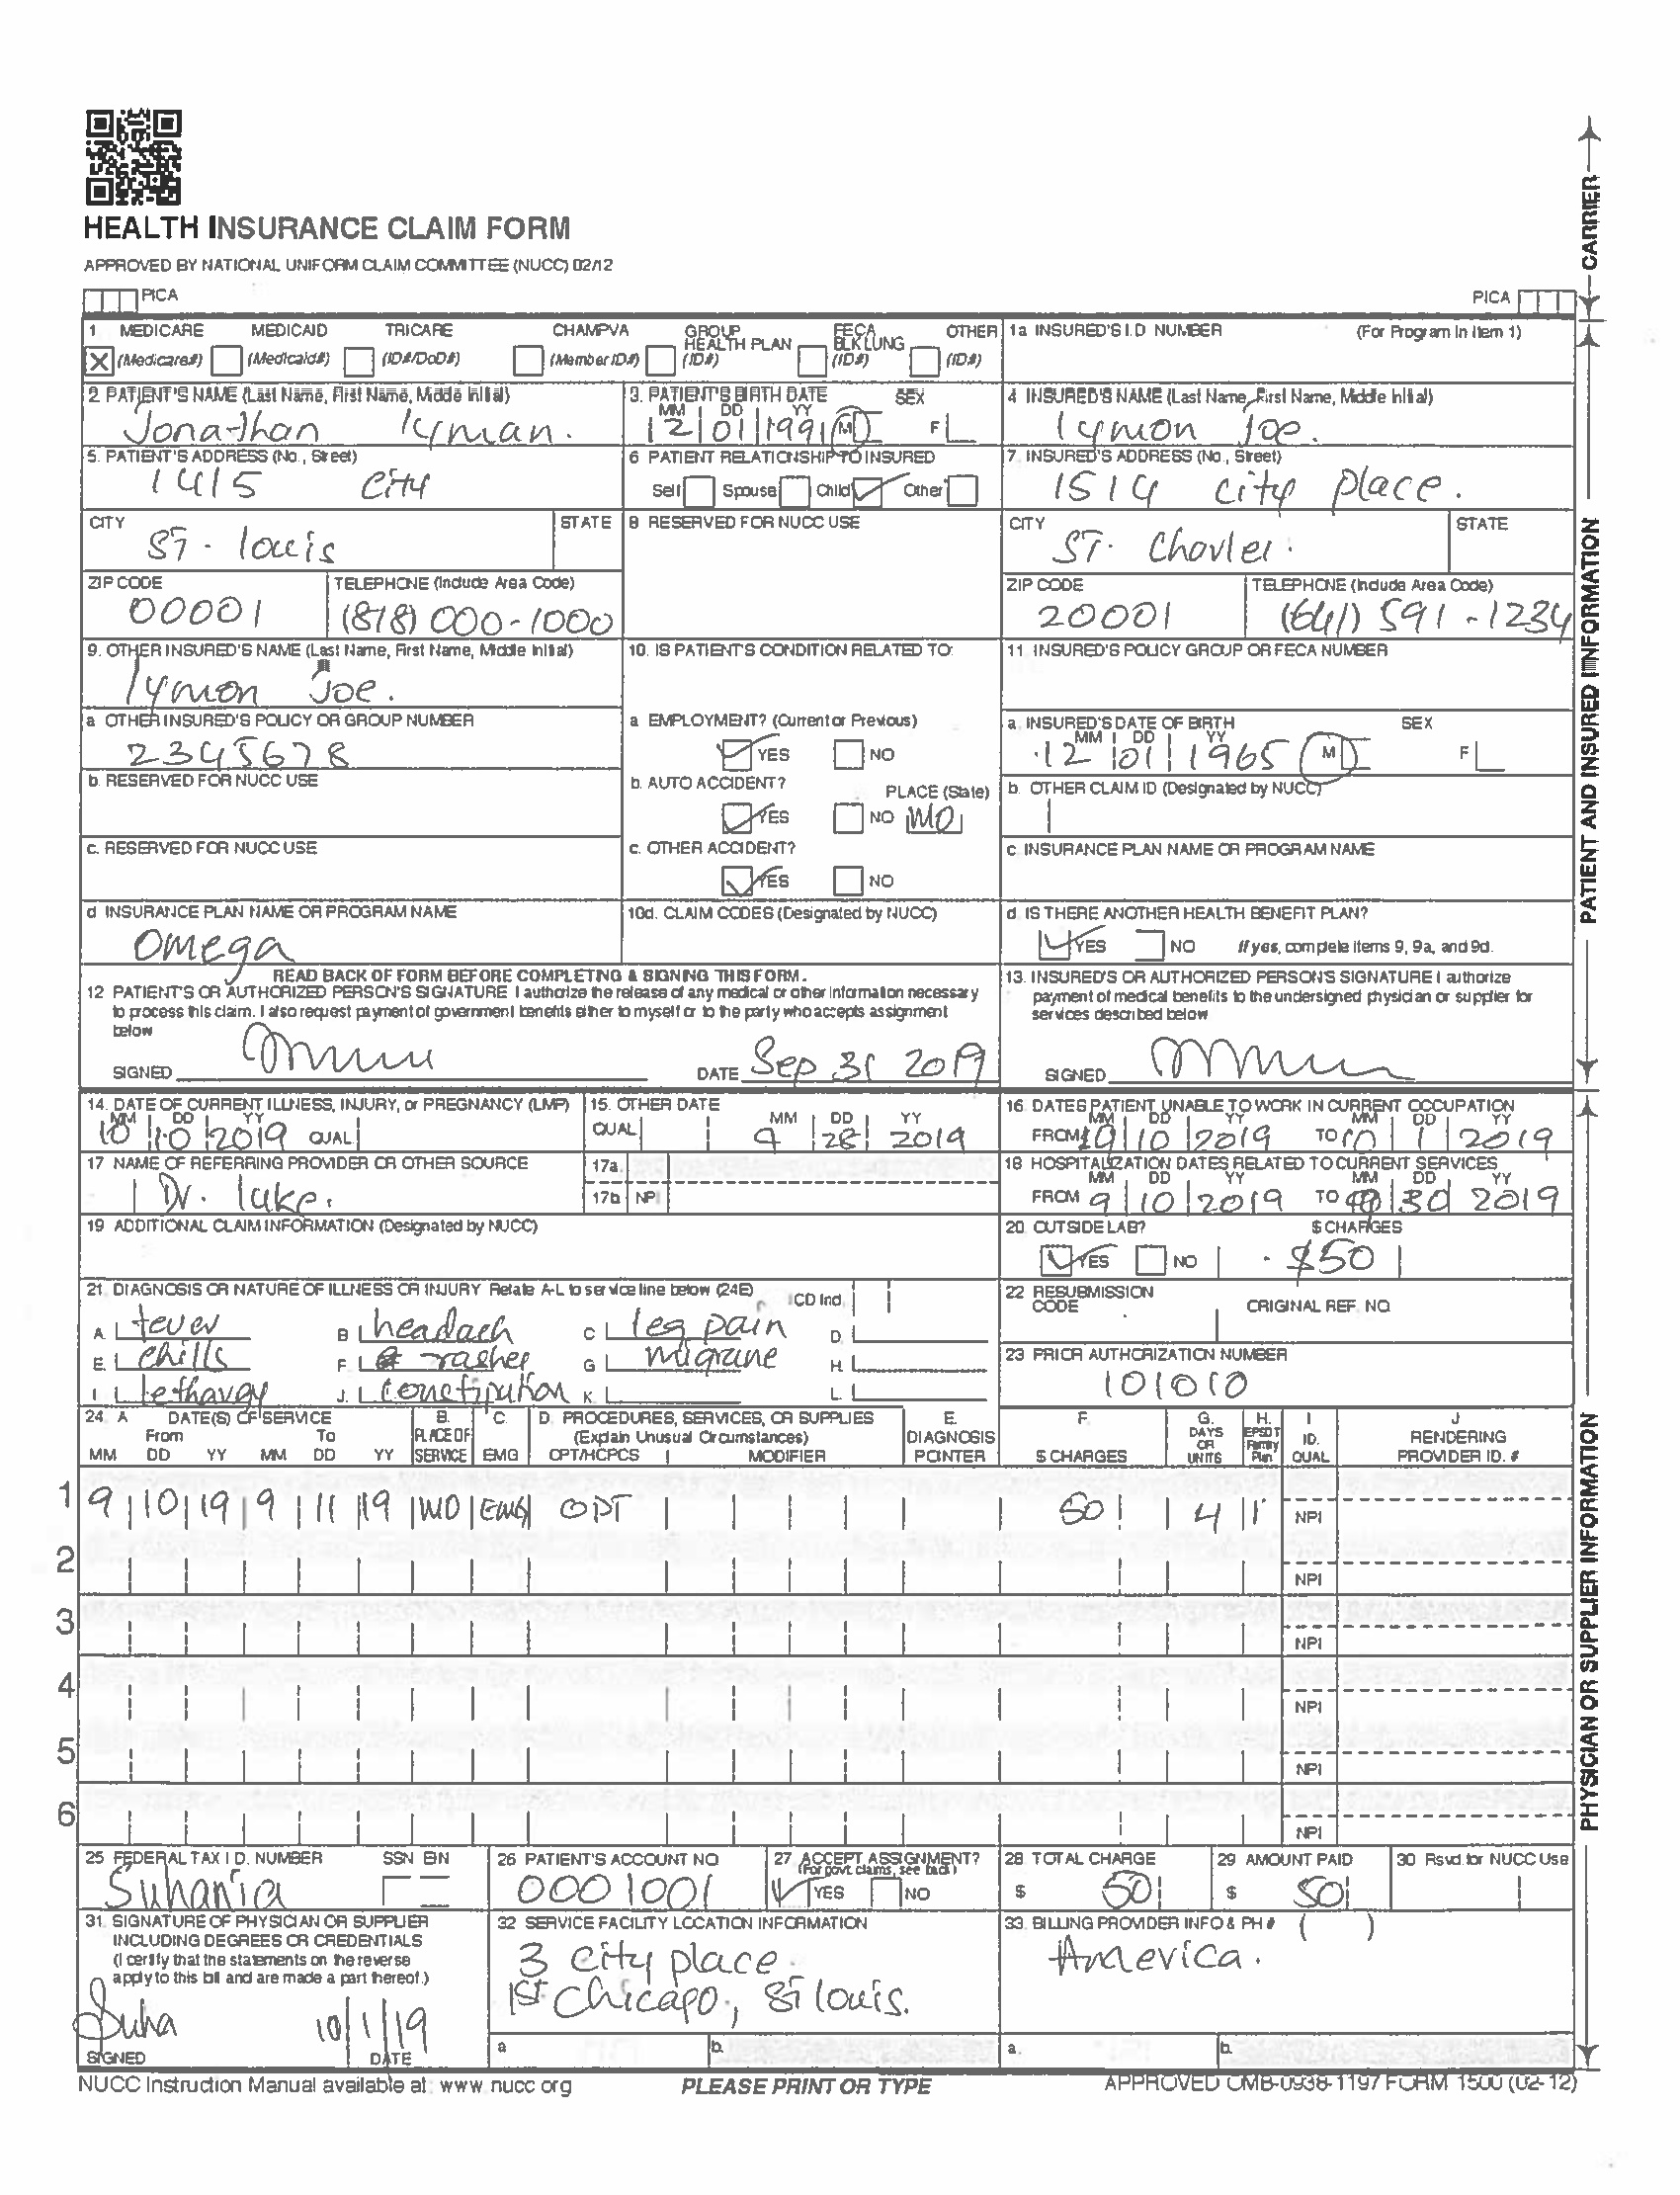 HEALTH INSURANCE CLAIM FORM
APPROVED BY NATIONAL UNIFORM CLAIM COMMITTEE (NUCC) 02/12
PICA
PICA
CARRIER
1. MEDICARE MEDICAID TRICARE CHAMPVA GROUP HEALTH PLAN FECA BLK LUNG OTHER
X (Medicare#) (Medicaid#) (ID#/DoD#) (Member ID#) (ID#) (ID#) (ID#)
1a INSURED'S I.D NUMBER (For Program in Item 1)
2 PATIENT'S NAME (Last Name, First Name, Middle Initial)
Jonathan lyman.
3. PATIENT'S BIRTH DATE SEX
MM DD YY
12 01 1991 M F
4 INSURED'S NAME (Last Name, First Name, Middle Initial)
lymon Joe.
5. PATIENT'S ADDRESS (No., Street)
1415 City
6 PATIENT RELATIONSHIP TO INSURED
Self Spouse Child Other
7. INSURED'S ADDRESS (No., Street)
1514 city place.
CITY STATE
ST. louis
8 RESERVED FOR NUCC USE
CITY STATE
ST.
ZIP CODE TELEPHONE (Include Area Code)
00001 (818) 000-1000
ZIP CODE TELEPHONE (Include Area Code)
20001 (641) 591-1234
9. OTHER INSURED'S NAME (Last Name, First Name, Middle Initial)
lymon Joe.
10. IS PATIENT'S CONDITION RELATED TO:
11. INSURED'S POLICY GROUP OR FECA NUMBER
a OTHER INSURED'S POLICY OR GROUP NUMBER
2345678
a EMPLOYMENT? (Current or Previous)
YES NO
a. INSURED'S DATE OF BIRTH SEX
MM DD YY
12 01 1965 M F
b. RESERVED FOR NUCC USE
b. AUTO ACCIDENT? PLACE (State)
YES NO MO
b. OTHER CLAIM ID (Designated by NUCC)
c. RESERVED FOR NUCC USE
c. OTHER ACCIDENT?
YES NO
c INSURANCE PLAN NAME OR PROGRAM NAME
d INSURANCE PLAN NAME OR PROGRAM NAME
Omega
10d. CLAIM CODES (Designated by NUCC)
d. IS THERE ANOTHER HEALTH BENEFIT PLAN?
YES NO If yes, complete items 9, 9a, and 9d.
READ BACK OF FORM BEFORE COMPLETING & SIGNING THIS FORM.
12 PATIENT'S OR AUTHORIZED PERSON'S SIGNATURE I authorize the release of any medical or other information necessary
to process this claim. I also request payment of government benefits either to myself or to the party who accepts assignment
below
SIGNED DATE Sep 31 2019
13. INSURED'S OR AUTHORIZED PERSON'S SIGNATURE I authorize
payment of medical benefits to the undersigned physician or supplier for
services described below
SIGNED
PATIENT AND INSURED INFORMATION
14. DATE OF CURRENT ILLNESS, INJURY, or PREGNANCY (LMP)
MM DD YY
10 10 2019 QUAL
15. OTHER DATE
QUAL MM DD YY
9 28 2019
16. DATES PATIENT UNABLE TO WORK IN CURRENT OCCUPATION
MM DD YY MM DD YY
FROM 10 2019 TO 10 1 2019
17 NAME OF REFERRING PROVIDER OR OTHER SOURCE
Dr. luke.
17a.
17b NPI
18 HOSPITALIZATION DATES RELATED TO CURRENT SERVICES
MM DD YY MM DD YY
FROM 9 10 2019 TO 30 2019
19 ADDITIONAL CLAIM INFORMATION (Designated by NUCC)
20. OUTSIDE LAB? $ CHARGES
YES NO $50
21. DIAGNOSIS OR NATURE OF ILLNESS OR INJURY Relate A-L to service line below (24E) ICD Ind.
A. fever B headach C leg pain D.
E. chills F. rashes G migrane H.
I. lethargy J. constipution K. L.
22 RESUBMISSION CODE ORIGINAL REF. NO.
23 PRIOR AUTHORIZATION NUMBER
101010
24. A DATE(S) OF SERVICE B. PLACE OF SERVICE C. EMG D. PROCEDURES, SERVICES, OR SUPPLIES E. DIAGNOSIS POINTER F. $ CHARGES G. DAYS OR UNITS H. EPSDT Family Plan I ID. QUAL J RENDERING PROVIDER ID. #
From To (Explain Unusual Circumstances)
MM DD YY MM DD YY CPT/HCPCS MODIFIER
1 9 10 19 9 11 19 MO EMG OPT 50 4 1 NPI
2 NPI
3 NPI
4 NPI
5 NPI
6 NPI
25 FEDERAL TAX I D. NUMBER SSN EIN
Suhania
26 PATIENT'S ACCOUNT NO
0001001
27 ACCEPT ASSIGNMENT?
(For govt. claims, see back)
YES NO
28 TOTAL CHARGE
$ 50
29 AMOUNT PAID
$ 50
30 Rsvd. for NUCC Use
31. SIGNATURE OF PHYSICIAN OR SUPPLIER
INCLUDING DEGREES OR CREDENTIALS
(I certify that the statements on the reverse
apply to this bill and are made a part thereof.)
Suha 10/1/19
SIGNED DATE
32 SERVICE FACILITY LOCATION INFORMATION
3 city place
1st Chicago, ST louis.
a b.
33. BILLING PROVIDER INFO & PH # ( )
America.
a. b.
PHYSICIAN OR SUPPLIER INFORMATION
NUCC Instruction Manual available at: www.nucc.org
PLEASE PRINT OR TYPE
APPROVED OMB-0938-1197 FORM 1500 (02-12)